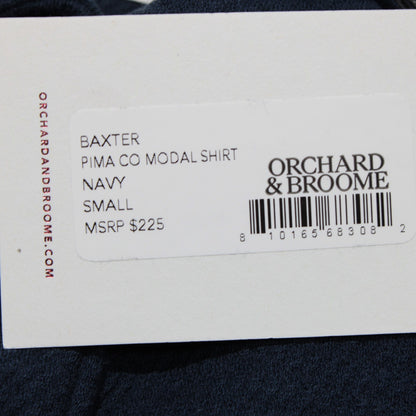 ORCHARDANDBROOME.COM
BAXTER
PIMA CO MODAL SHIRT
NAVY
SMALL
MSRP $225
ORCHARD
& BROOME
8 10165 68308 2